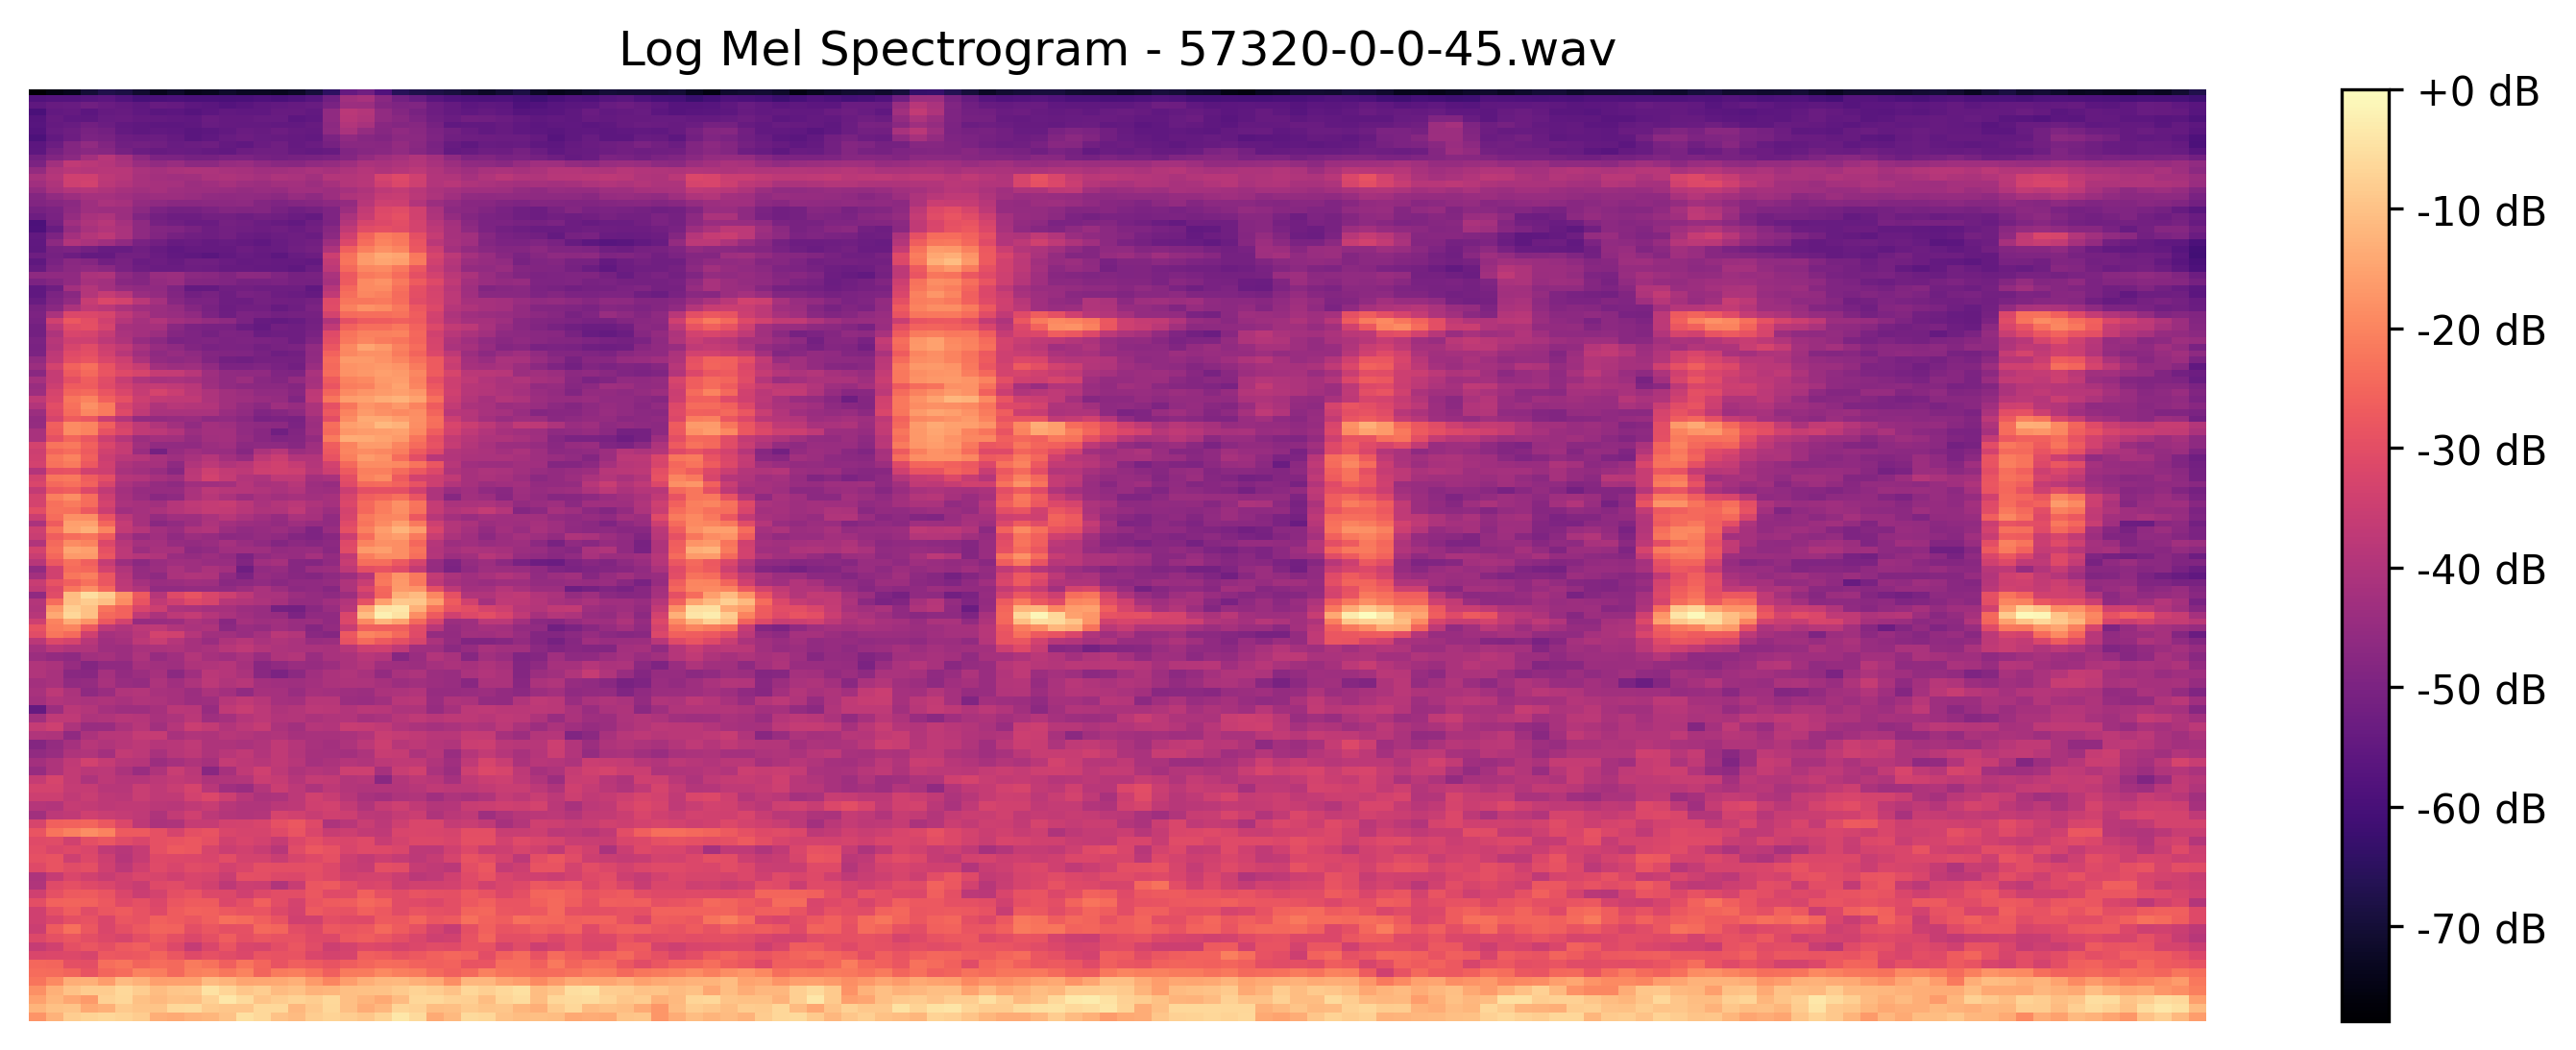 Log Mel Spectrogram - 57320-0-0-45.wav
+0 dB
-10 dB
-20 dB
-30 dB
-40 dB
-50 dB
-60 dB
-70 dB